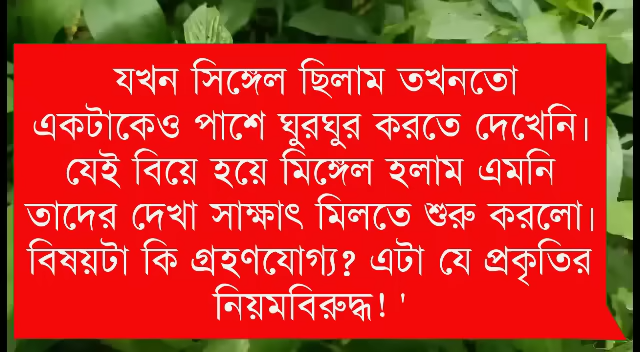 যখন সিঙ্গেল ছিলাম তখনতো
একটাকেও পাশে ঘুরঘুর করতে দেখেনি।
যেই বিয়ে হয়ে মিঙ্গেল হলাম এমনি
তাদের দেখা সাক্ষাৎ মিলতে শুরু করলো।
বিষয়টা কি গ্রহণযোগ্য? এটা যে প্রকৃতির
নিয়মবিরুদ্ধ! '